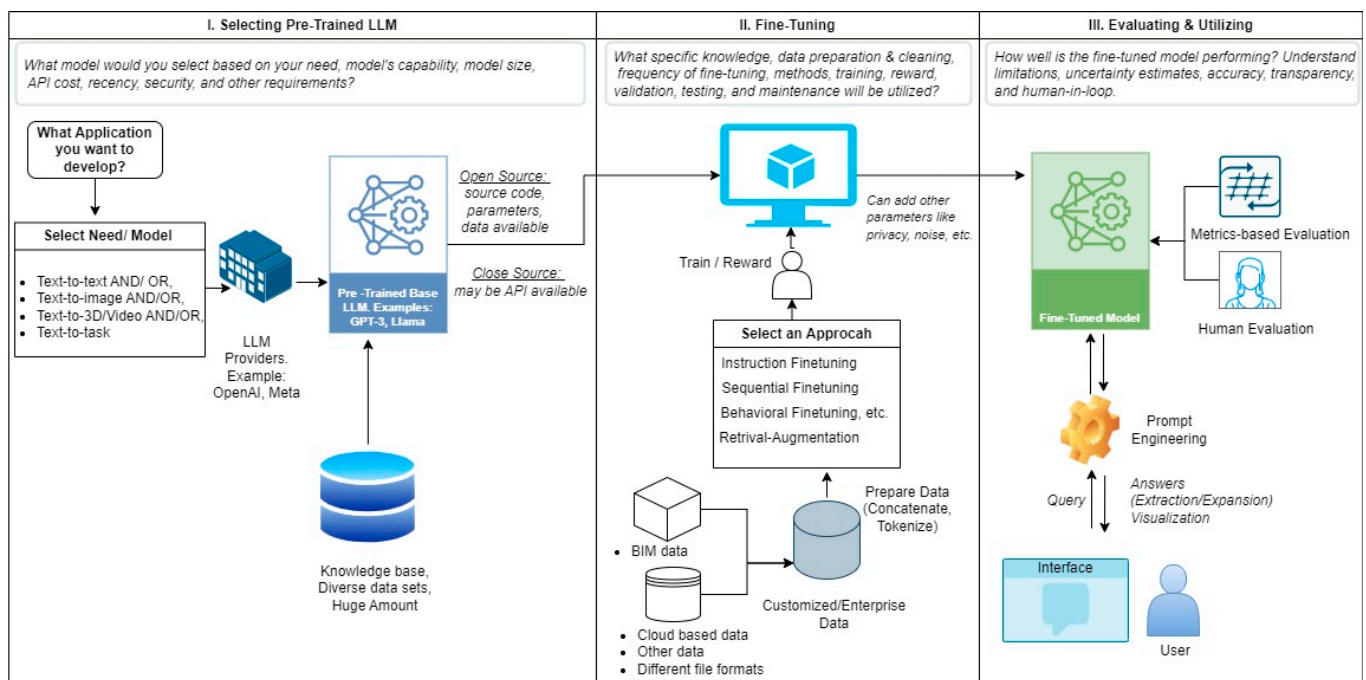 I. Selecting Pre-Trained LLM
What model would you select based on your need, model's capability, model size,
API cost, recency, security, and other requirements?
What Application
you want to
develop?
Select Need/ Model
Text-to-text AND/ OR,
Text-to-image AND/OR,
Text-to-3D/Video AND/OR,
Text-to-task
LLM
Providers.
Example:
OpenAI, Meta
Pre -Trained Base
LLM. Examples:
GPT-3, Llama
Open Source:
source code,
parameters,
data available
Close Source:
may be API available
Knowledge base,
Diverse data sets,
Huge Amount
II. Fine-Tuning
What specific knowledge, data preparation & cleaning,
frequency of fine-tuning, methods, training, reward,
validation, testing, and maintenance will be utilized?
Can add other
parameters like
privacy, noise, etc.
Train / Reward
Select an Approcah
Instruction Finetuning
Sequential Finetuning
Behavioral Finetuning, etc.
Retrival-Augmentation
Prepare Data
(Concatenate,
Tokenize)
BIM data
Customized/Enterprise
Data
Cloud based data
Other data
Different file formats
III. Evaluating & Utilizing
How well is the fine-tuned model performing? Understand
limitations, uncertainty estimates, accuracy, transparency,
and human-in-loop.
Metrics-based Evaluation
Human Evaluation
Fine-Tuned Model
Prompt
Engineering
Query
Answers
(Extraction/Expansion)
Visualization
Interface
User